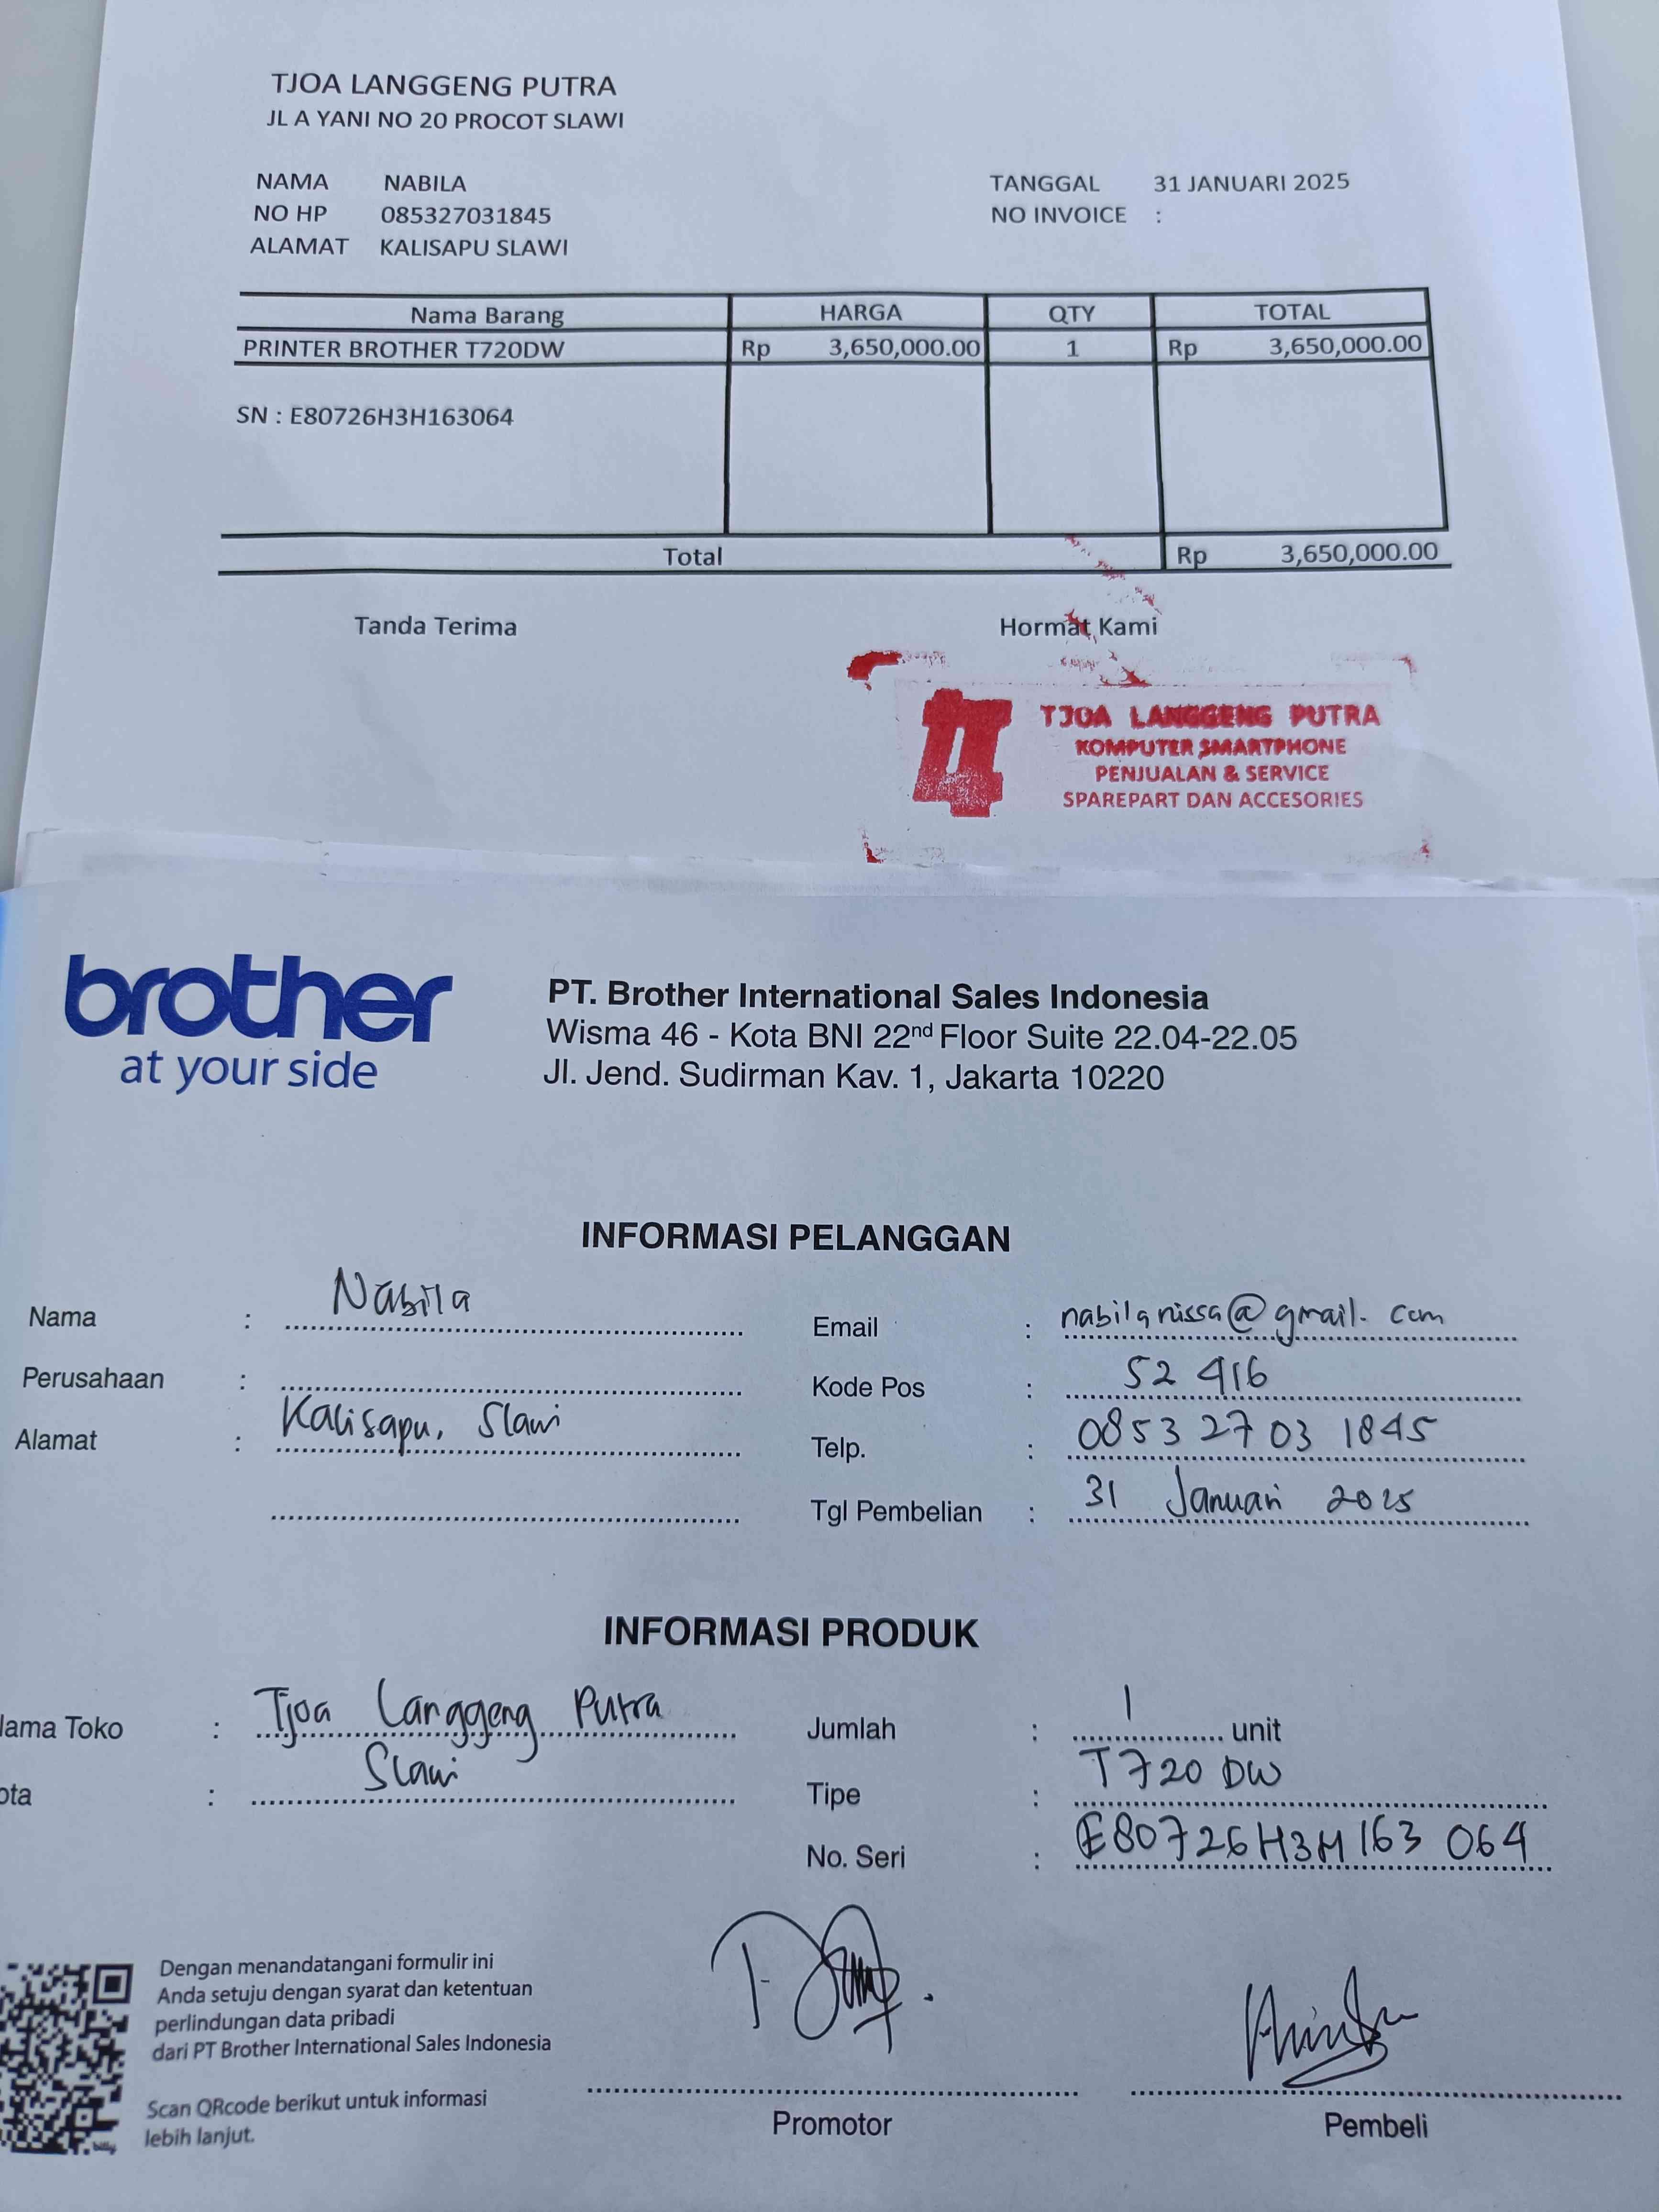 TJOA LANGGENG PUTRA
JL A YANI NO 20 PROCOT SLAWI
NAMA NABILA TANGGAL 31 JANUARI 2025
NO HP 085327031845 NO INVOICE :
ALAMAT KALISAPU SLAWI
Nama Barang HARGA QTY TOTAL
PRINTER BROTHER T720DW Rp 3,650,000.00 1 Rp 3,650,000.00
SN : E80726H3H163064
Total Rp 3,650,000.00
Tanda Terima Hormat Kami
TJOA LANGGENG PUTRA
KOMPUTER SMARTPHONE
PENJUALAN & SERVICE
SPAREPART DAN ACCESORIES
brother
at your side
PT. Brother International Sales Indonesia
Wisma 46 - Kota BNI 22nd Floor Suite 22.04-22.05
Jl. Jend. Sudirman Kav. 1, Jakarta 10220
INFORMASI PELANGGAN
Nama : Nabila Email : nabilanissa@gmail.com
Perusahaan : Kode Pos : 52416
Alamat : Kalisapu, Slawi Telp. : 0853 2703 1845
Tgl Pembelian : 31 Januari 2025
INFORMASI PRODUK
ama Toko : Tjoa Langgeng Putra Jumlah : 1 unit
ota : Slawi Tipe : T720 DW
No. Seri : E80726H3H163064
Dengan menandatangani formulir ini
Anda setuju dengan syarat dan ketentuan
perlindungan data pribadi
dari PT Brother International Sales Indonesia
Scan QRcode berikut untuk informasi
lebih lanjut.
Promotor Pembeli